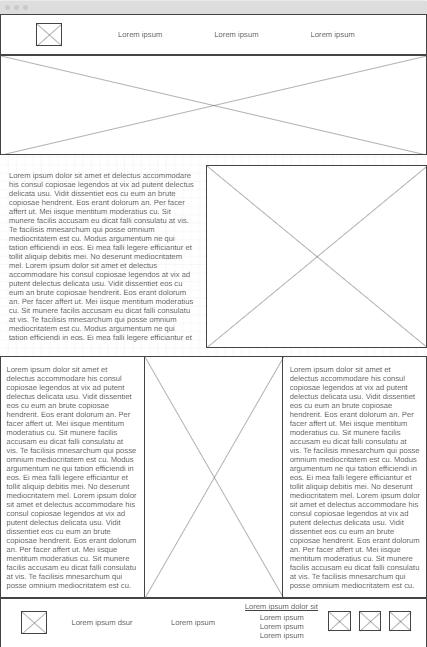 Lorem ipsum
Lorem ipsum
Lorem ipsum
Lorem ipsum dolor sit amet et delectus accommodare
his consul copiosae legendos at vix ad putent delectus
delicata usu. Vidit dissentiet eos cu eum an brute
copiosae henderit. Eos erant dolorum an. Per facer
affert ut. Mei iisque mentitum moderatius cu. Sit
munere facilis accusam eu dicat falli consulatu at vis.
Te facilisis mnesarchum qui posse omnium
mediocritatem est cu. Modus argumentum ne qui
tation efficiendi in eos. Ei mea falli legere efficiantur et
tollit aliquip debitis mei. No deserunt mediocritatem
mel. Lorem ipsum dolor sit amet et delectus
accommodare his consul copiosae legendos at vix ad
putent delectus delicata usu. Vidit dissentiet eos cu
eum an brute copiosae henderit. Eos erant dolorum
an. Per facer affert ut. Mei iisque mentitum moderatius
cu. Sit munere facilis accusam eu dicat falli consulatu
at vis. Te facilisis mnesarchum qui posse omnium
mediocritatem est cu. Modus argumentum ne qui
tation efficiendi in eos. Ei mea falli legere efficiantur et
Lorem ipsum dolor sit amet et
delectus accommodare his consul
copiosae legendos at vix ad putent
delectus delicata usu. Vidit dissentiet
eos cu eum an brute copiosae
henderit. Eos erant dolorum an. Per
facer affert ut. Mei iisque mentitum
moderatius cu. Sit munere facilis
accusam eu dicat falli consulatu at
vis. Te facilisis mnesarchum qui posse
omnium mediocritatem est cu. Modus
argumentum ne qui tation efficiendi in
eos. Ei mea falli legere efficiantur et
tollit aliquip debitis mei. No deserunt
mediocritatem mel. Lorem ipsum dolor
sit amet et delectus accommodare his
consul copiosae legendos at vix ad
putent delectus delicata usu. Vidit
dissentiet eos cu eum an brute
copiosae henderit. Eos erant dolorum
an. Per facer affert ut. Mei iisque
mentitum moderatius cu. Sit munere
facilis accusam eu dicat falli consulatu
at vis. Te facilisis mnesarchum qui
posse omnium mediocritatem est cu.
Lorem ipsum dolor sit amet et
delectus accommodare his consul
copiosae legendos at vix ad putent
delectus delicata usu. Vidit dissentiet
eos cu eum an brute copiosae
henderit. Eos erant dolorum an. Per
facer affert ut. Mei iisque mentitum
moderatius cu. Sit munere facilis
accusam eu dicat falli consulatu at
vis. Te facilisis mnesarchum qui posse
omnium mediocritatem est cu. Modus
argumentum ne qui tation efficiendi in
eos. Ei mea falli legere efficiantur et
tollit aliquip debitis mei. No deserunt
mediocritatem mel. Lorem ipsum dolor
sit amet et delectus accommodare his
consul copiosae legendos at vix ad
putent delectus delicata usu. Vidit
dissentiet eos cu eum an brute
copiosae henderit. Eos erant dolorum
an. Per facer affert ut. Mei iisque
mentitum moderatius cu. Sit munere
facilis accusam eu dicat falli consulatu
at vis. Te facilisis mnesarchum qui
posse omnium mediocritatem est cu.
Lorem ipsum dsur
Lorem ipsum
Lorem ipsum dolor sit
Lorem ipsum
Lorem ipsum
Lorem ipsum